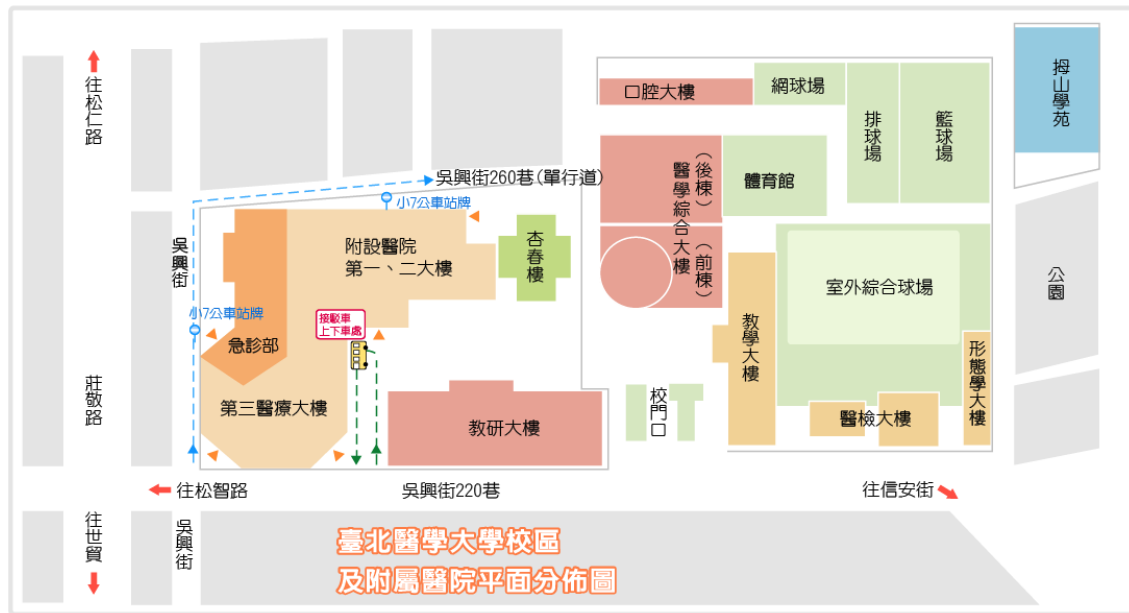 往松仁路
口腔大樓
網球場
排球場
籃球場
拇山學苑
吳興街260巷(單行道)
小7公車站牌
醫學綜合大樓
（後棟）
（前棟）
體育館
吳興街
附設醫院
第一、二大樓
杏春樓
室外綜合球場
公園
小7公車站牌
接駁車
上下車處
急診部
教學大樓
形態學大樓
莊敬路
第三醫療大樓
教研大樓
校門口
醫檢大樓
往松智路
吳興街220巷
往信安街
往世貿
吳興街
臺北醫學大學校區
及附屬醫院平面分佈圖